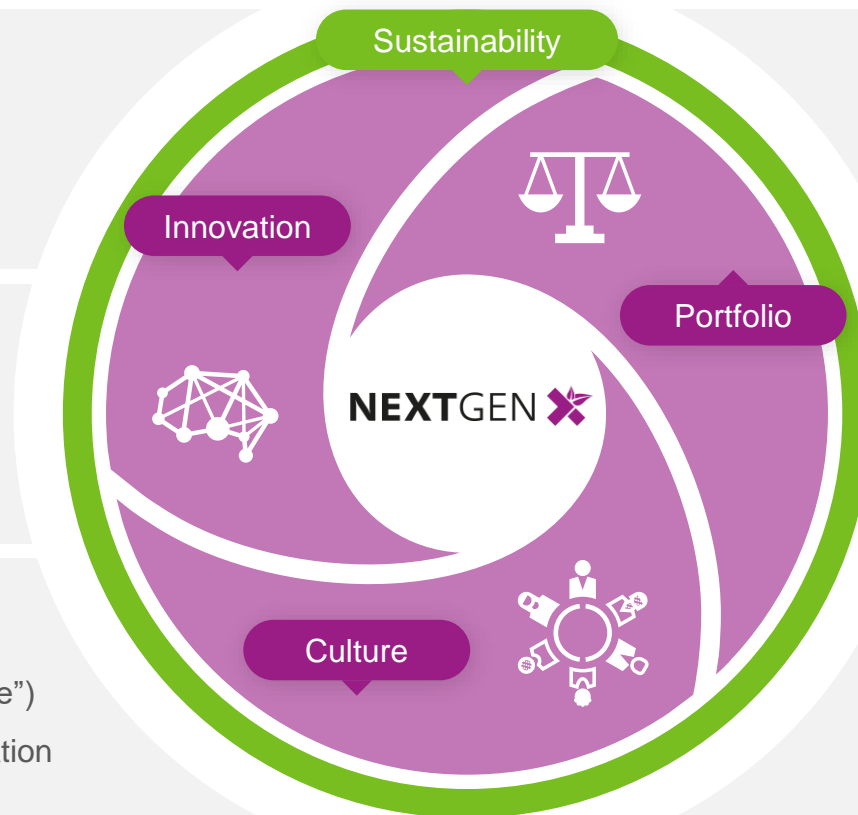 Sustainability
Innovation
Portfolio
NEXTGEN
Culture
e”)
tion